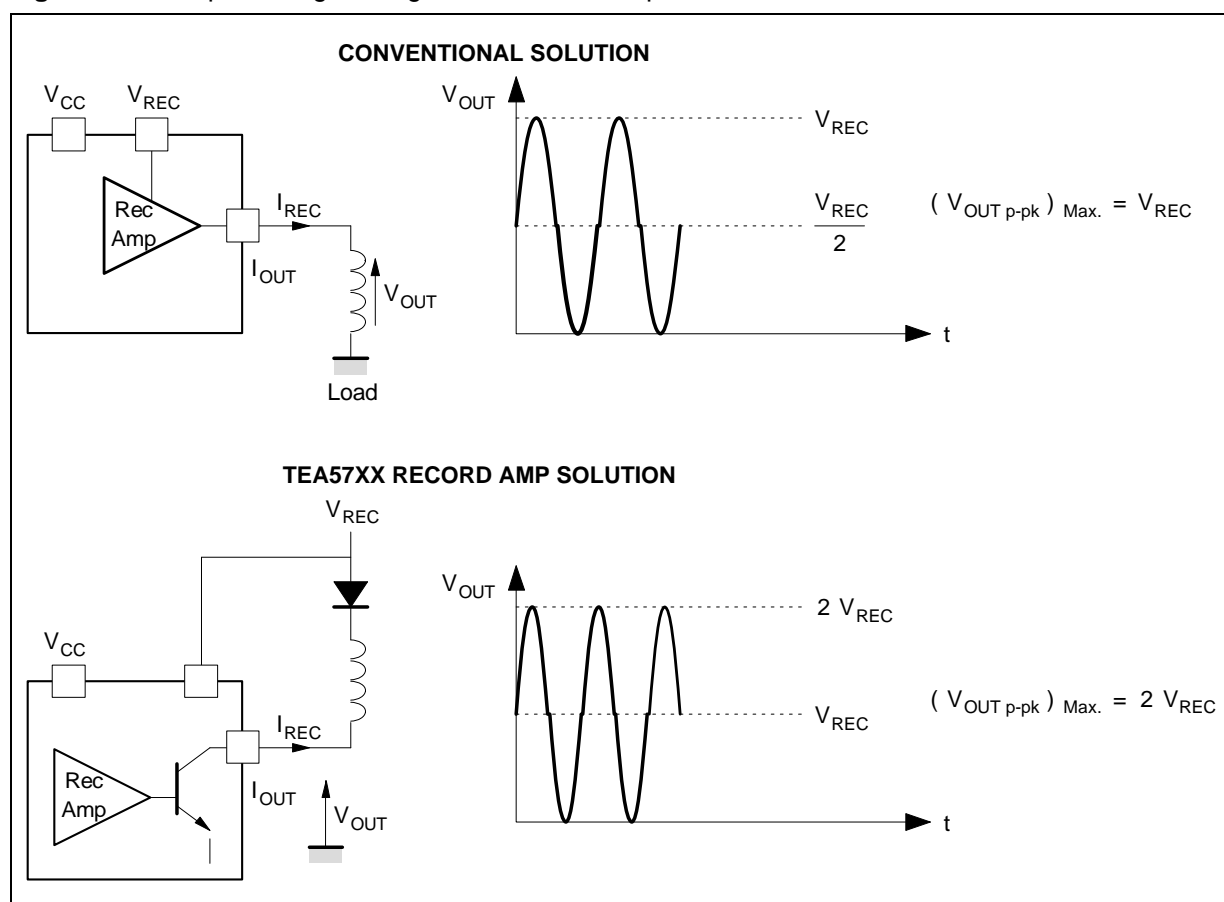 CONVENTIONAL SOLUTION
VCC VREC
Rec
Amp
IREC
IOUT
VOUT
Load
VOUT
VREC
VREC
2
t
( VOUT p-pk ) Max. = VREC
TEA57XX RECORD AMP SOLUTION
VREC
VCC
Rec
Amp
IREC
IOUT
VOUT
VOUT
2 VREC
VREC
t
( VOUT p-pk ) Max. = 2 VREC